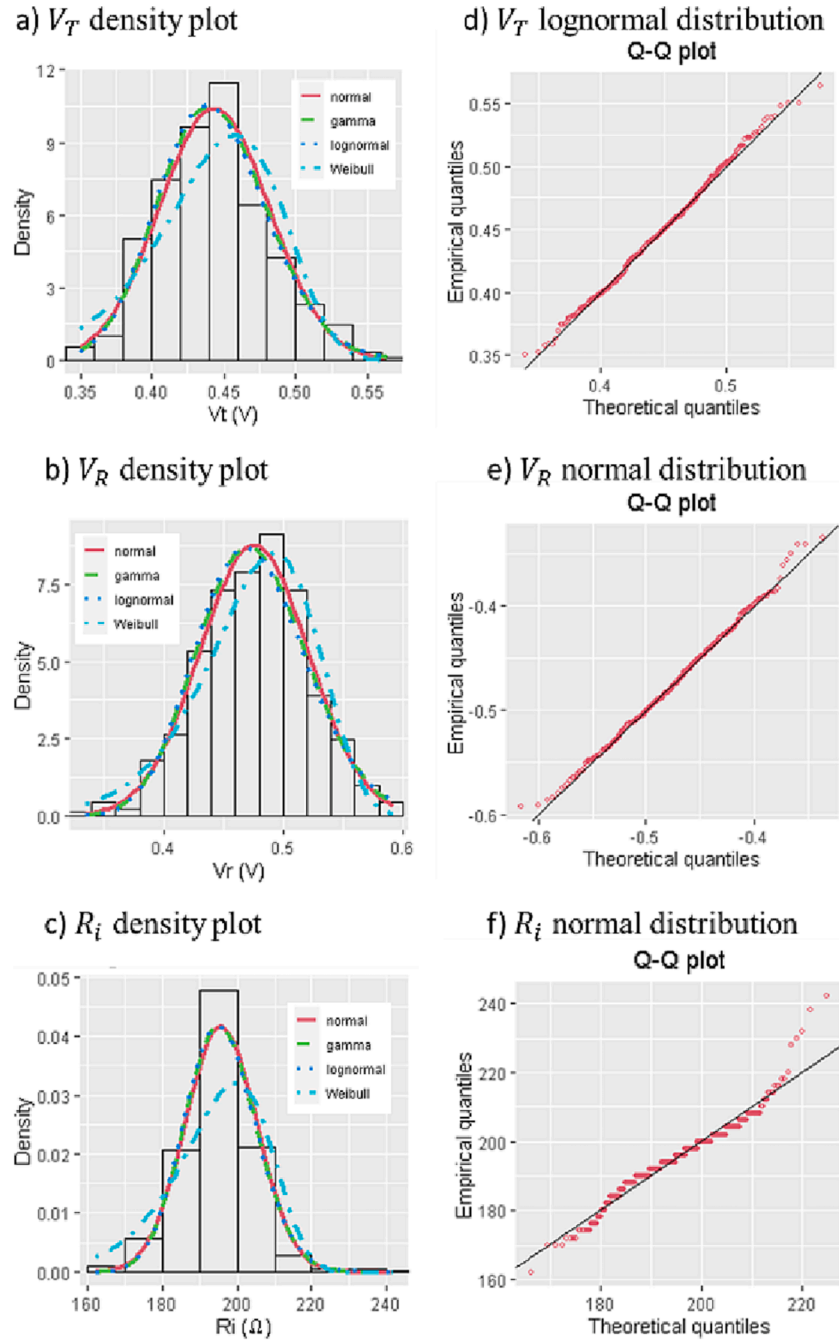 a) V_T density plot
12
9
6
3
0
Density
normal
gamma
lognormal
Weibull
0.35
0.40
0.45
0.50
0.55
Vt (V)
d) V_T lognormal distribution
Q-Q plot
0.55
0.50
0.45
0.40
0.35
Empirical quantiles
0.4
0.5
Theoretical quantiles
b) V_R density plot
7.5
5.0
2.5
0.0
Density
normal
gamma
lognormal
Weibull
0.4
0.5
0.6
Vr (V)
e) V_R normal distribution
Q-Q plot
-0.4
-0.5
-0.6
Empirical quantiles
-0.6
-0.5
-0.4
Theoretical quantiles
c) R_i density plot
0.05
0.04
0.03
0.02
0.01
0.00
Density
normal
gamma
lognormal
Weibull
160
180
200
220
240
Ri (Ω)
f) R_i normal distribution
Q-Q plot
240
220
200
180
160
Empirical quantiles
180
200
220
Theoretical quantiles